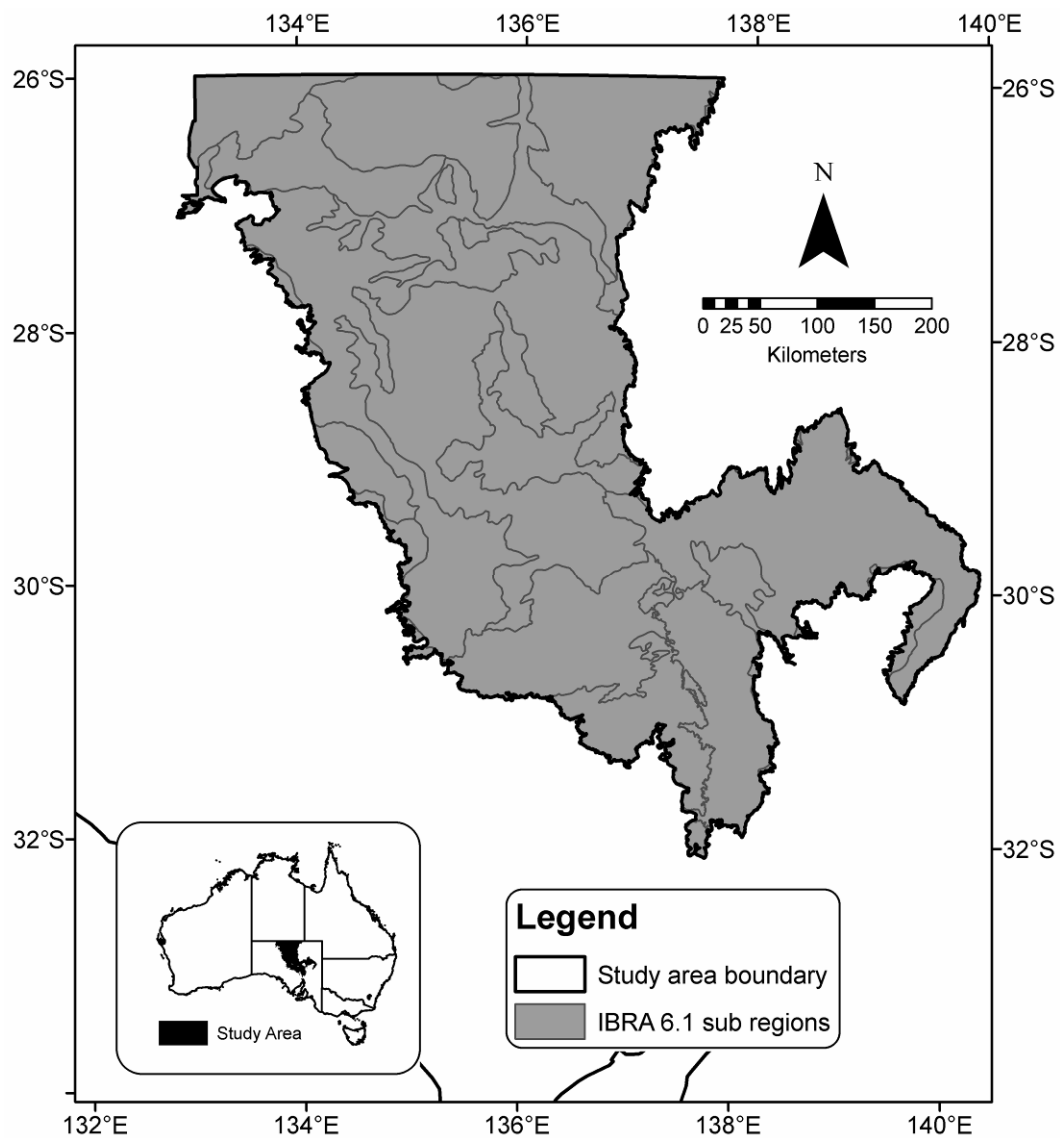 134°E 136°E 138°E 140°E
26°S 26°S
N
0 25 50 100 150 200
Kilometers
28°S 28°S
30°S 30°S
32°S 32°S
Legend
Study area boundary
IBRA 6.1 sub regions
Study Area
132°E 134°E 136°E 138°E 140°E